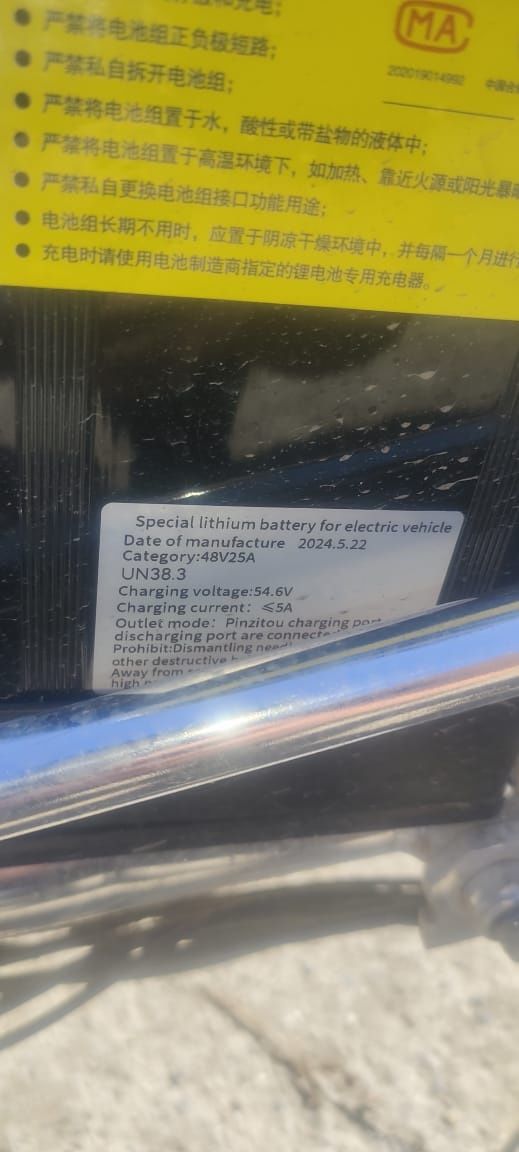 和充电;
● 严禁将电池组正负极短路;
● 严禁私自拆开电池组;
● 严禁将电池组置于水，酸性或带盐物的液体中;
● 严禁将电池组置于高温环境下，如加热、靠近火源或阳光暴
● 严禁私自更换电池组接口功能用途;
● 电池组长期不用时，应置于阴凉干燥环境中，并每隔一个月进行
● 充电时请使用电池制造商指定的锂电池专用充电器。
MA
202019014992 中国合
Special lithium battery for electric vehicle
Date of manufacture 2024.5.22
Category:48V25A
UN38.3
Charging voltage:54.6V
Charging current: ≤5A
Outlet mode: Pinzitou charging port
discharging port are connecte
Prohibit:Dismantling
other destructive
Away from
high